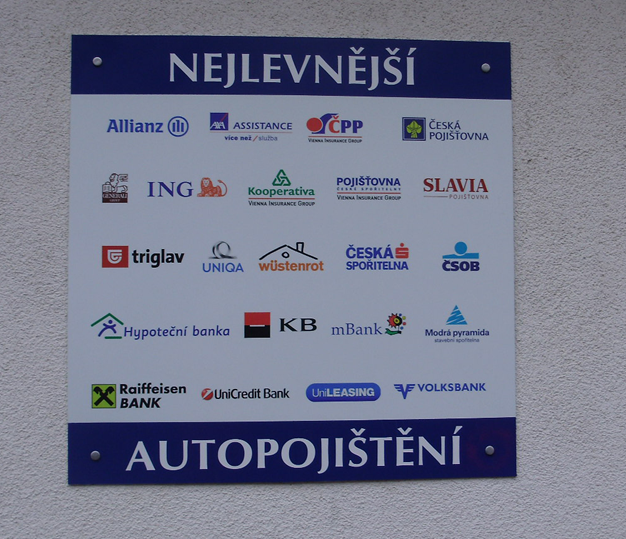 NEJLEVNĚJŠÍ
Allianz
AXA ASSISTANCE
více než / služba
ČPP
VIENNA INSURANCE GROUP
ČESKÁ
POJIŠŤOVNA
GENERALI
ING
Kooperativa
VIENNA INSURANCE GROUP
POJIŠŤOVNA
ČESKÉ SPOŘITELNY
VIENNA INSURANCE GROUP
SLAVIA
POJIŠŤOVNA
triglav
UNIQA
wüstenrot
ČESKÁ
SPOŘITELNA
ČSOB
Hypoteční banka
KB
mBank
Modrá pyramida
stavební spořitelna
Raiffeisen
BANK
UniCredit Bank
UniLEASING
VOLKSBANK
AUTOPOJIŠTĚNÍ